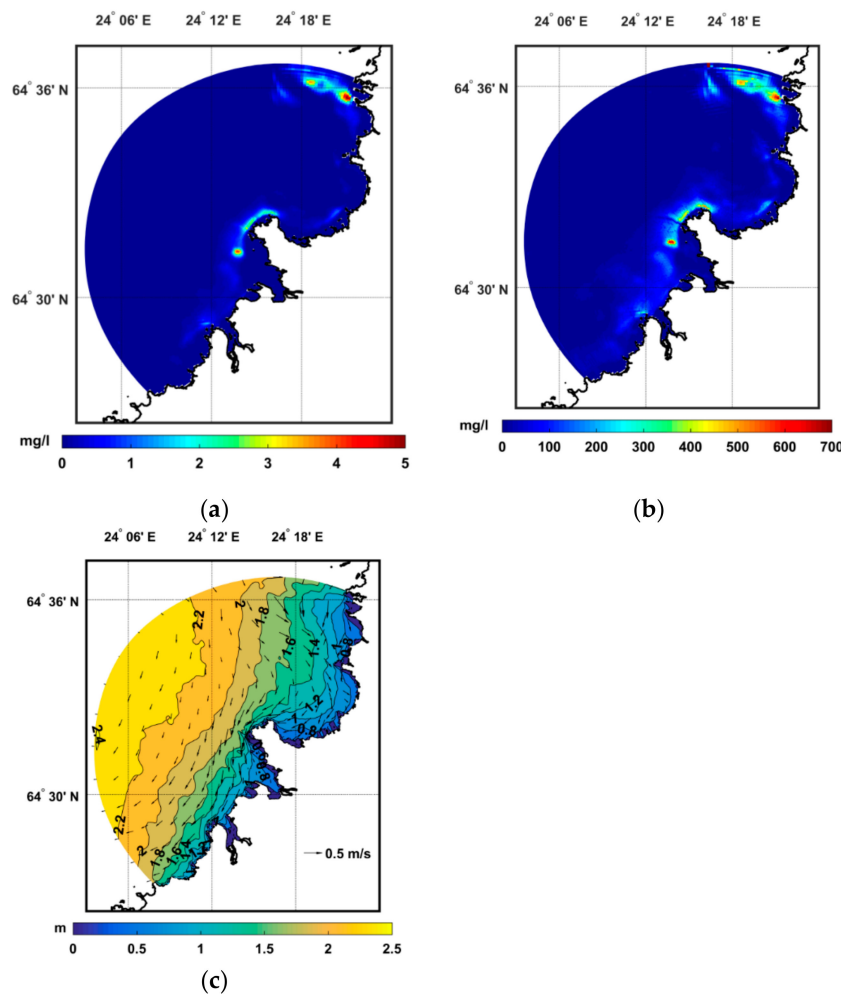 24° 06' E 24° 12' E 24° 18' E
64° 36' N
64° 30' N
mg/l
0 1 2 3 4 5
(a)
24° 06' E 24° 12' E 24° 18' E
64° 36' N
64° 30' N
mg/l
0 100 200 300 400 500 600 700
(b)
24° 06' E 24° 12' E 24° 18' E
64° 36' N
64° 30' N
2.2
2
1.8
1.6
1.4
1
0.8
1.2
1
0.8
2.4
2.2
2
1.8
1.6
1.4
0.5 m/s
m
0 0.5 1 1.5 2 2.5
(c)